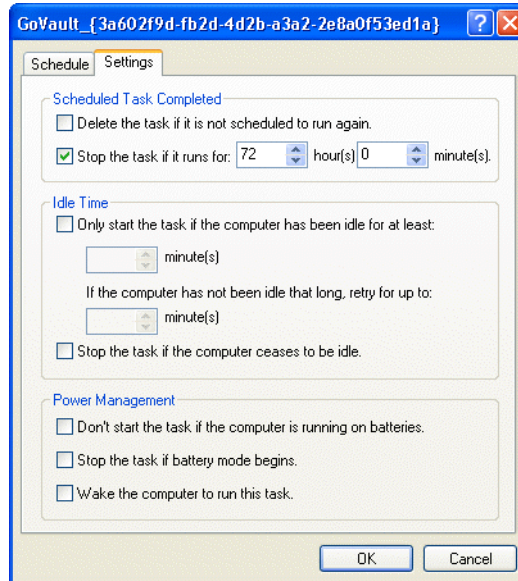 GoVault_{3a602f9d-fb2d-4d2b-a3a2-2e8a0f53ed1a}
Schedule Settings
Scheduled Task Completed
Delete the task if it is not scheduled to run again.
Stop the task if it runs for: 72 hour(s) 0 minute(s).
Idle Time
Only start the task if the computer has been idle for at least:
minute(s)
If the computer has not been idle that long, retry for up to:
minute(s)
Stop the task if the computer ceases to be idle.
Power Management
Don't start the task if the computer is running on batteries.
Stop the task if battery mode begins.
Wake the computer to run this task.
OK Cancel